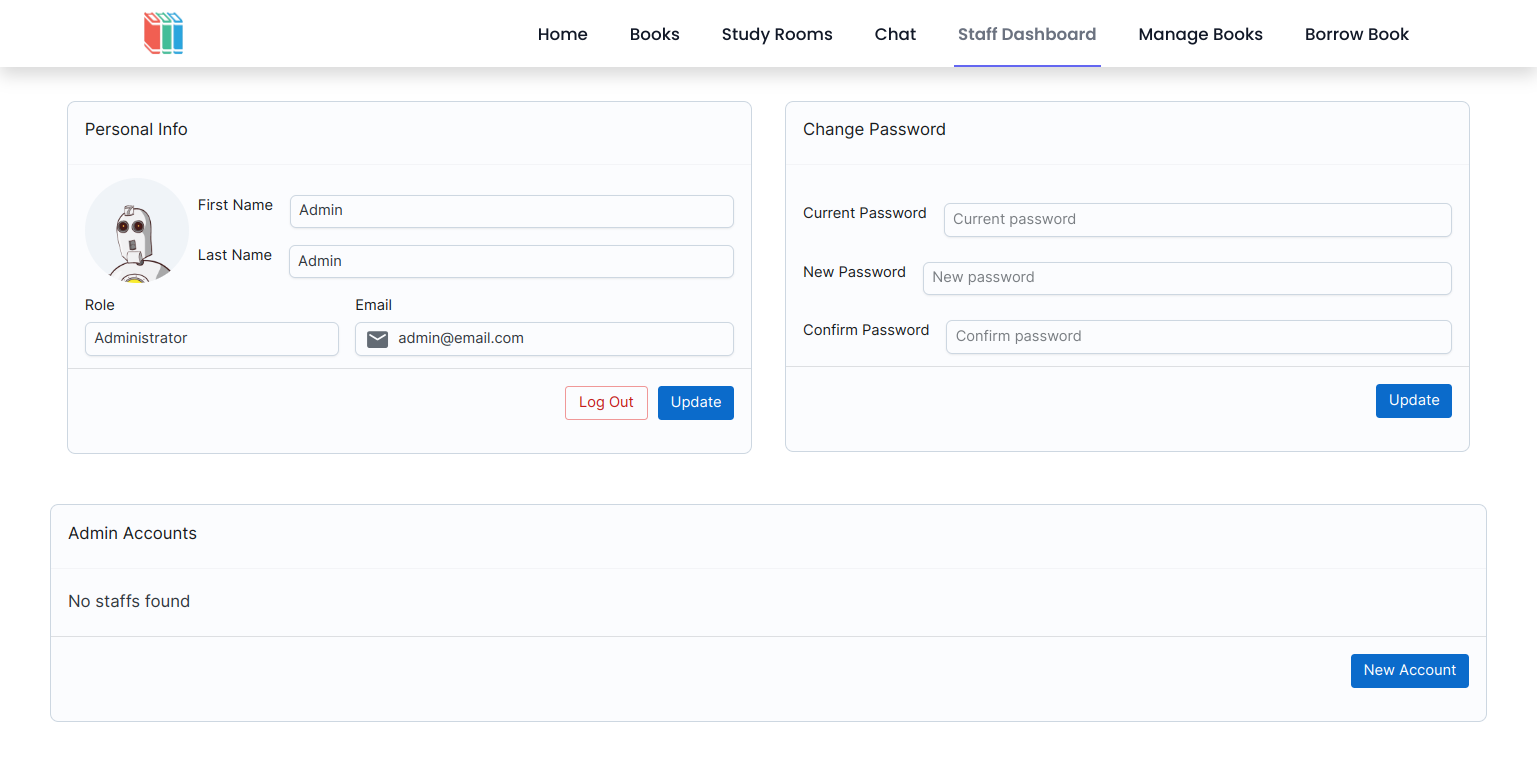 Home Books Study Rooms Chat Staff Dashboard Manage Books Borrow Book
Personal Info
First Name Admin
Last Name Admin
Role Email
Administrator admin@email.com
Log Out Update
Change Password
Current Password Current password
New Password New password
Confirm Password Confirm password
Update
Admin Accounts
No staffs found
New Account